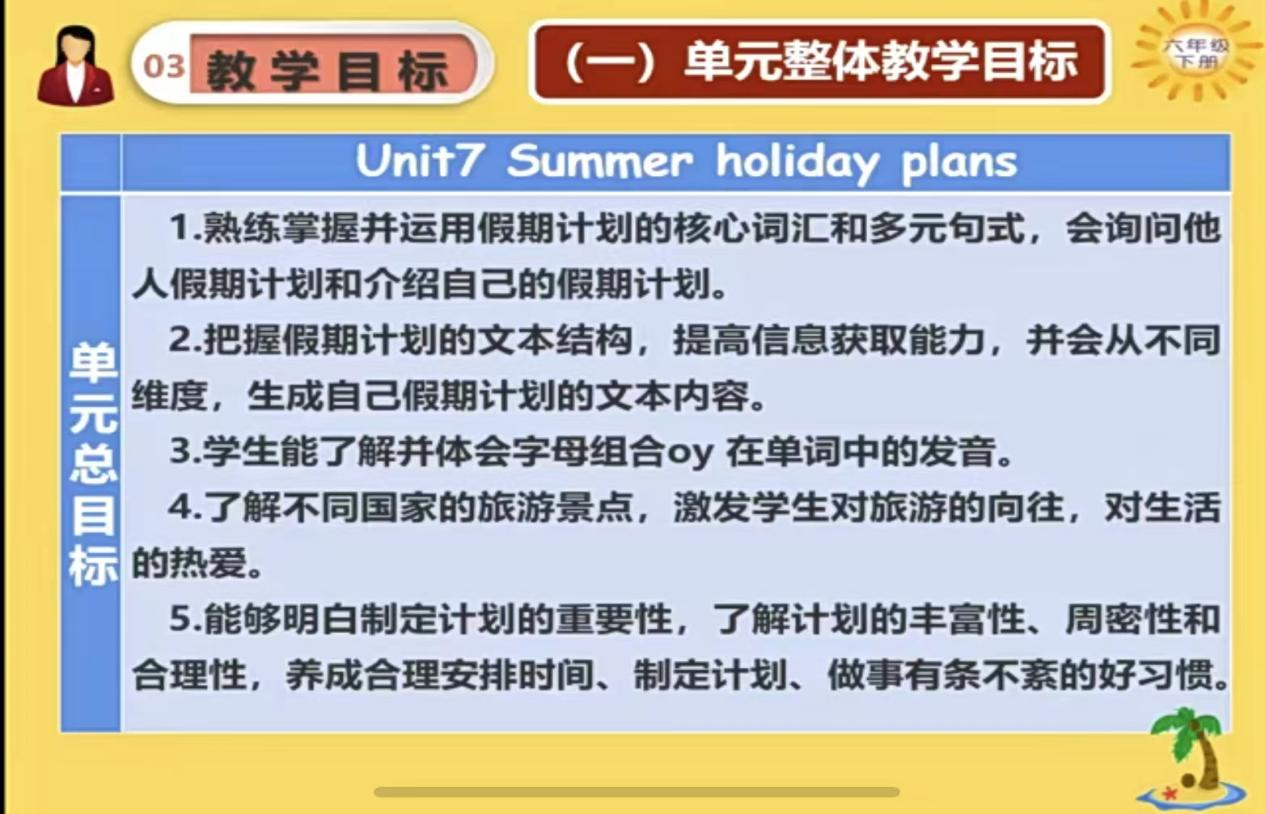 03 教学目标
（一）单元整体教学目标
六年级
下册
Unit7 Summer holiday plans
单元总目标
1.熟练掌握并运用假期计划的核心词汇和多元句式，会询问他
人假期计划和介绍自己的假期计划。
2.把握假期计划的文本结构，提高信息获取能力，并会从不同
维度，生成自己假期计划的文本内容。
3.学生能了解并体会字母组合oy 在单词中的发音。
4.了解不同国家的旅游景点，激发学生对旅游的向往，对生活
的热爱。
5.能够明白制定计划的重要性，了解计划的丰富性、周密性和
合理性，养成合理安排时间、制定计划、做事有条不紊的好习惯。